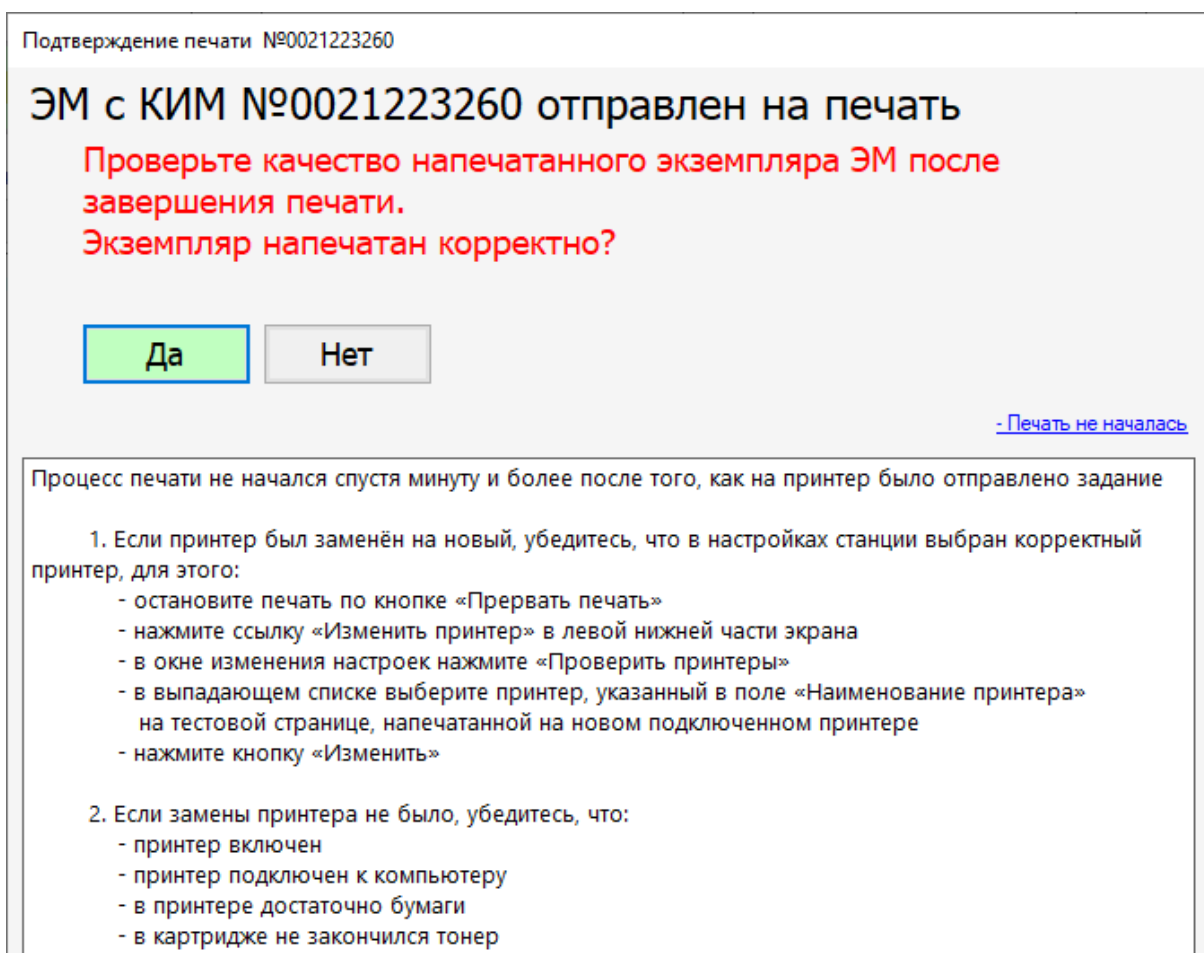 Подтверждение печати №0021223260
ЭМ с КИМ №0021223260 отправлен на печать
Проверьте качество напечатанного экземпляра ЭМ после
завершения печати.
Экземпляр напечатан корректно?
Да
Нет
- Печать не началась
Процесс печати не начался спустя минуту и более после того, как на принтер было отправлено задание
1. Если принтер был заменён на новый, убедитесь, что в настройках станции выбран корректный
принтер, для этого:
- остановите печать по кнопке «Прервать печать»
- нажмите ссылку «Изменить принтер» в левой нижней части экрана
- в окне изменения настроек нажмите «Проверить принтеры»
- в выпадающем списке выберите принтер, указанный в поле «Наименование принтера»
на тестовой странице, напечатанной на новом подключенном принтере
- нажмите кнопку «Изменить»
2. Если замены принтера не было, убедитесь, что:
- принтер включен
- принтер подключен к компьютеру
- в принтере достаточно бумаги
- в картридже не закончился тонер